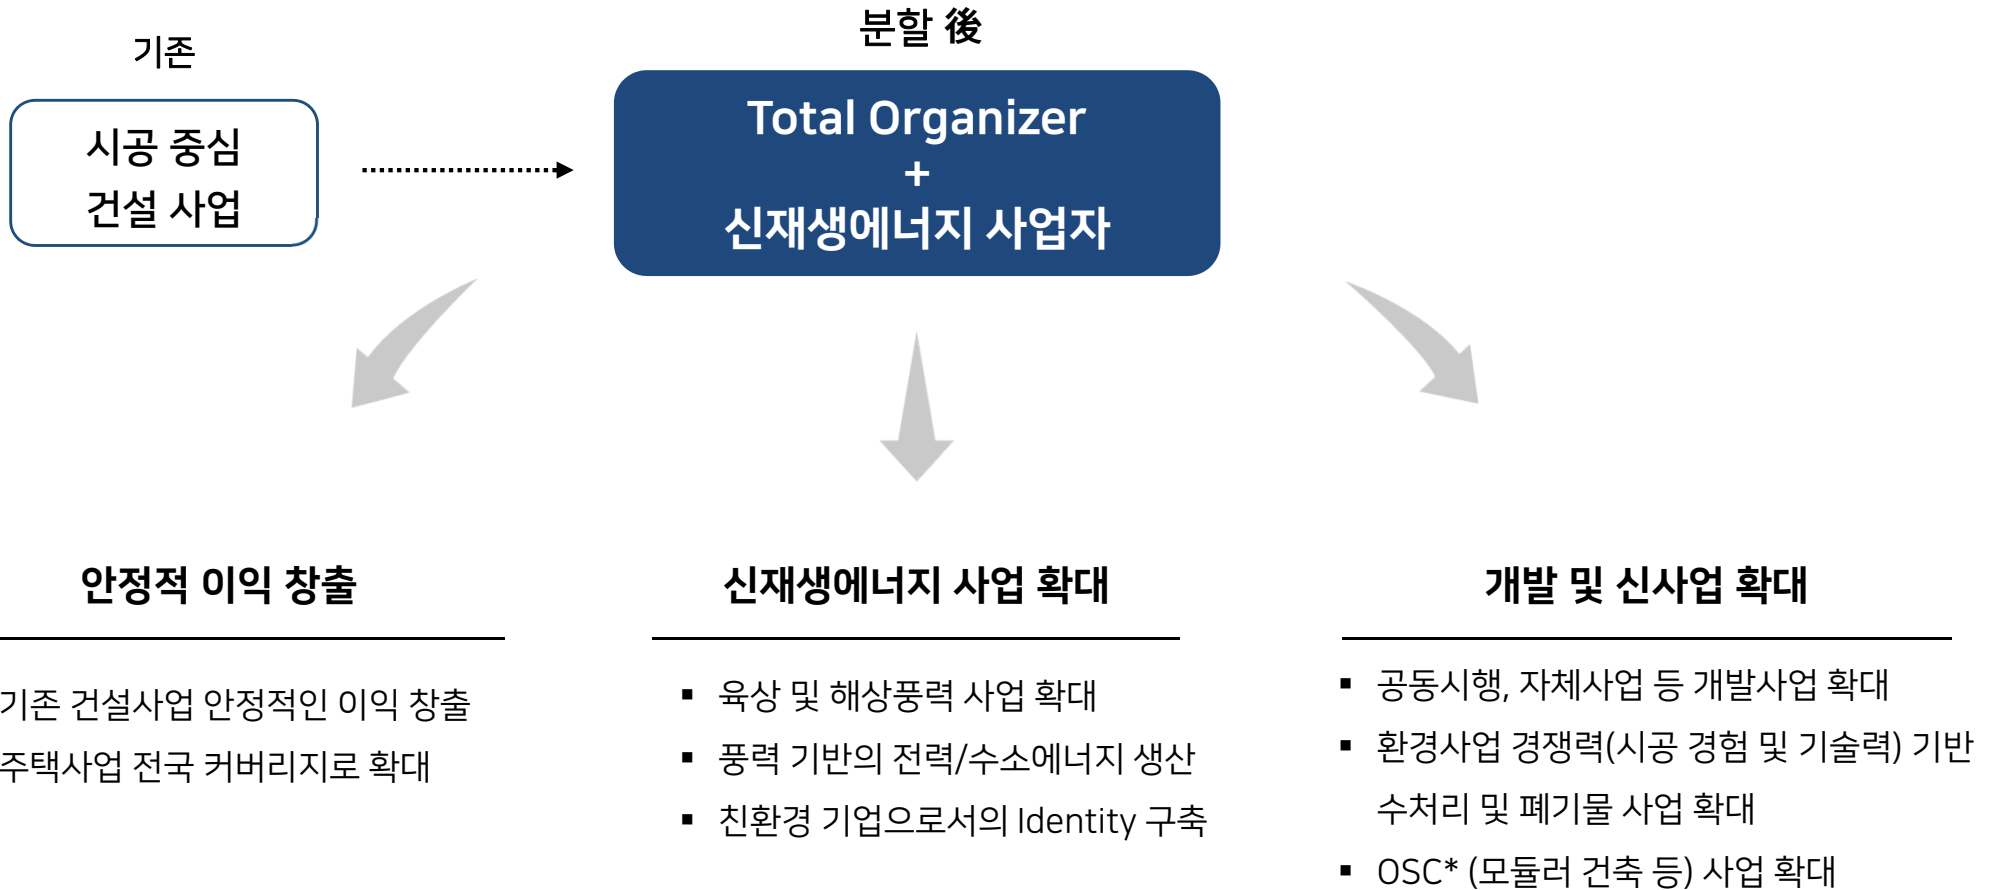 기존
시공 중심
건설 사업
분할 後
Total Organizer
+
신재생에너지 사업자
안정적 이익 창출
기존 건설사업 안정적인 이익 창출
주택사업 전국 커버리지로 확대
신재생에너지 사업 확대
▪ 육상 및 해상풍력 사업 확대
▪ 풍력 기반의 전력/수소에너지 생산
▪ 친환경 기업으로서의 Identity 구축
개발 및 신사업 확대
▪ 공동시행, 자체사업 등 개발사업 확대
▪ 환경사업 경쟁력(시공 경험 및 기술력) 기반
수처리 및 폐기물 사업 확대
▪ OSC* (모듈러 건축 등) 사업 확대